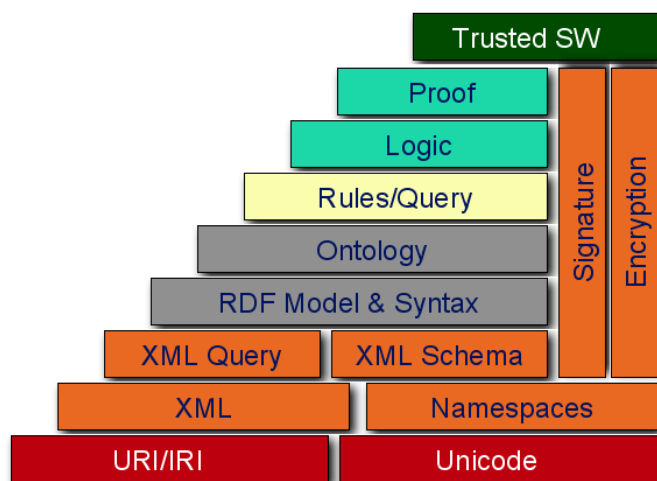 Trusted SW
Proof
Logic
Rules/Query
Ontology
RDF Model & Syntax
Signature
Encryption
XML Query
XML Schema
XML
Namespaces
URI/IRI
Unicode